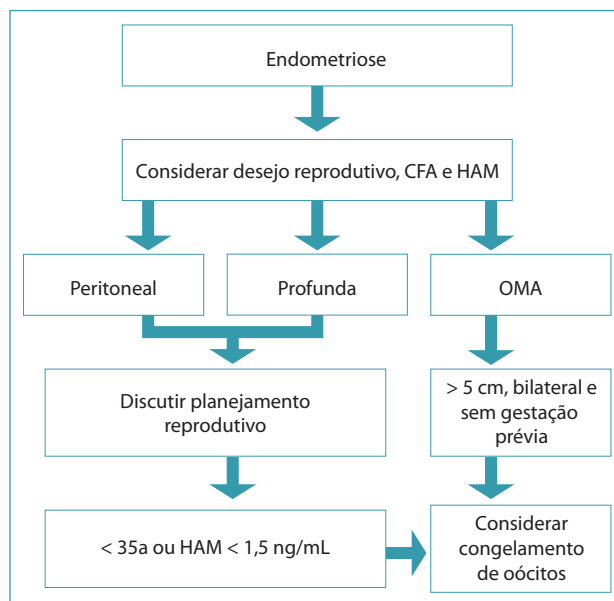 Endometriose
Considerar desejo reprodutivo, CFA e HAM
Peritoneal
Profunda
OMA
Discutir planejamento
reprodutivo
> 5 cm, bilateral e
sem gestação
prévia
< 35a ou HAM < 1,5 ng/mL
Considerar
congelamento
de oócitos